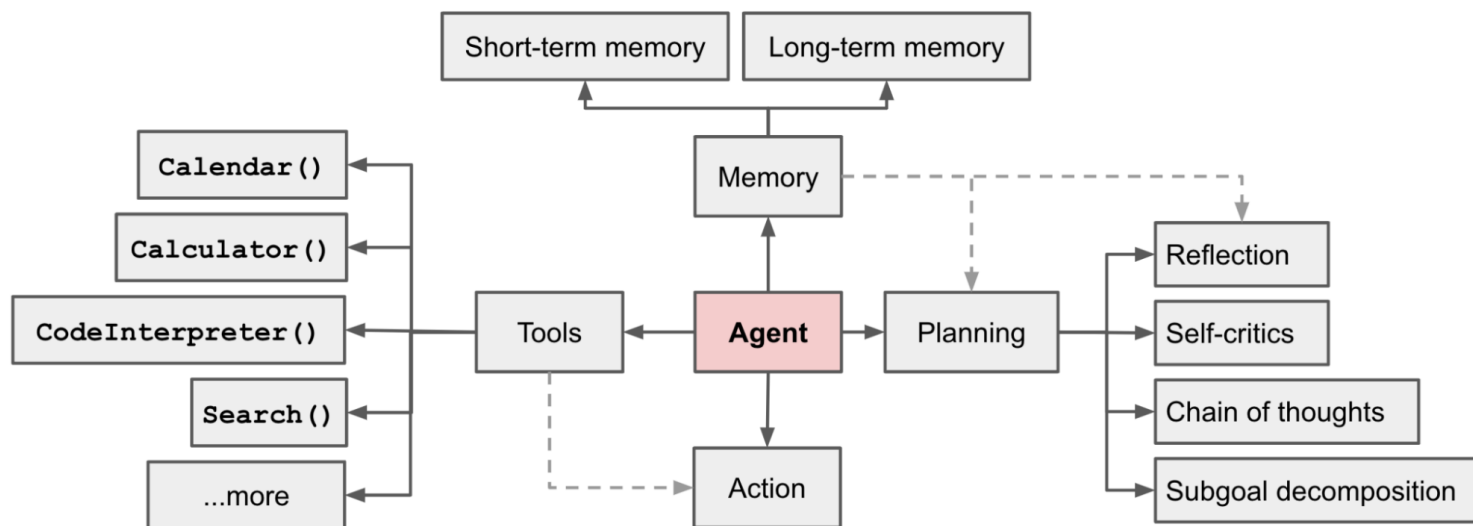 Short-term memory
Long-term memory
Calendar()
Memory
Calculator()
Reflection
CodeInterpreter()
Tools
Agent
Planning
Self-critics
Search()
Chain of thoughts
...more
Action
Subgoal decomposition